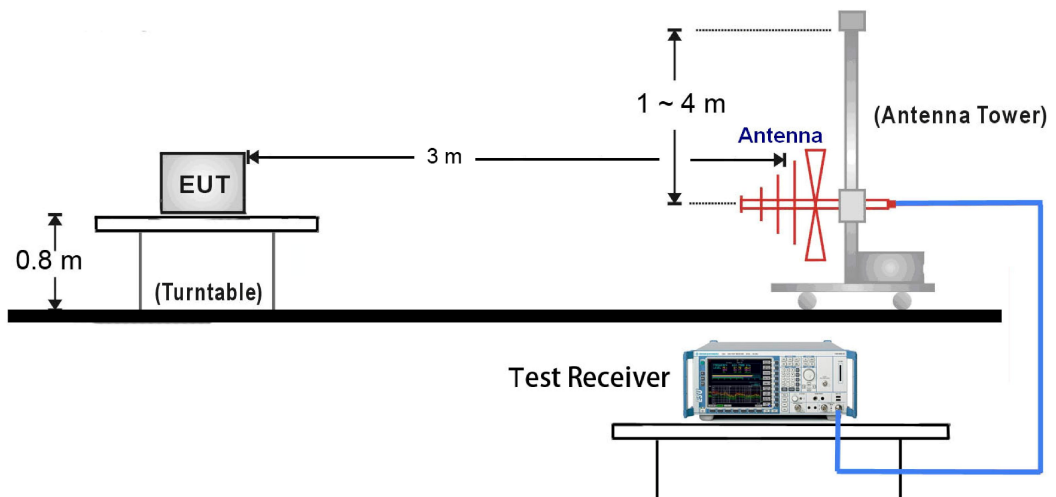 1 ~ 4 m
(Antenna Tower)
Antenna
3 m
EUT
0.8 m
(Turntable)
Test Receiver